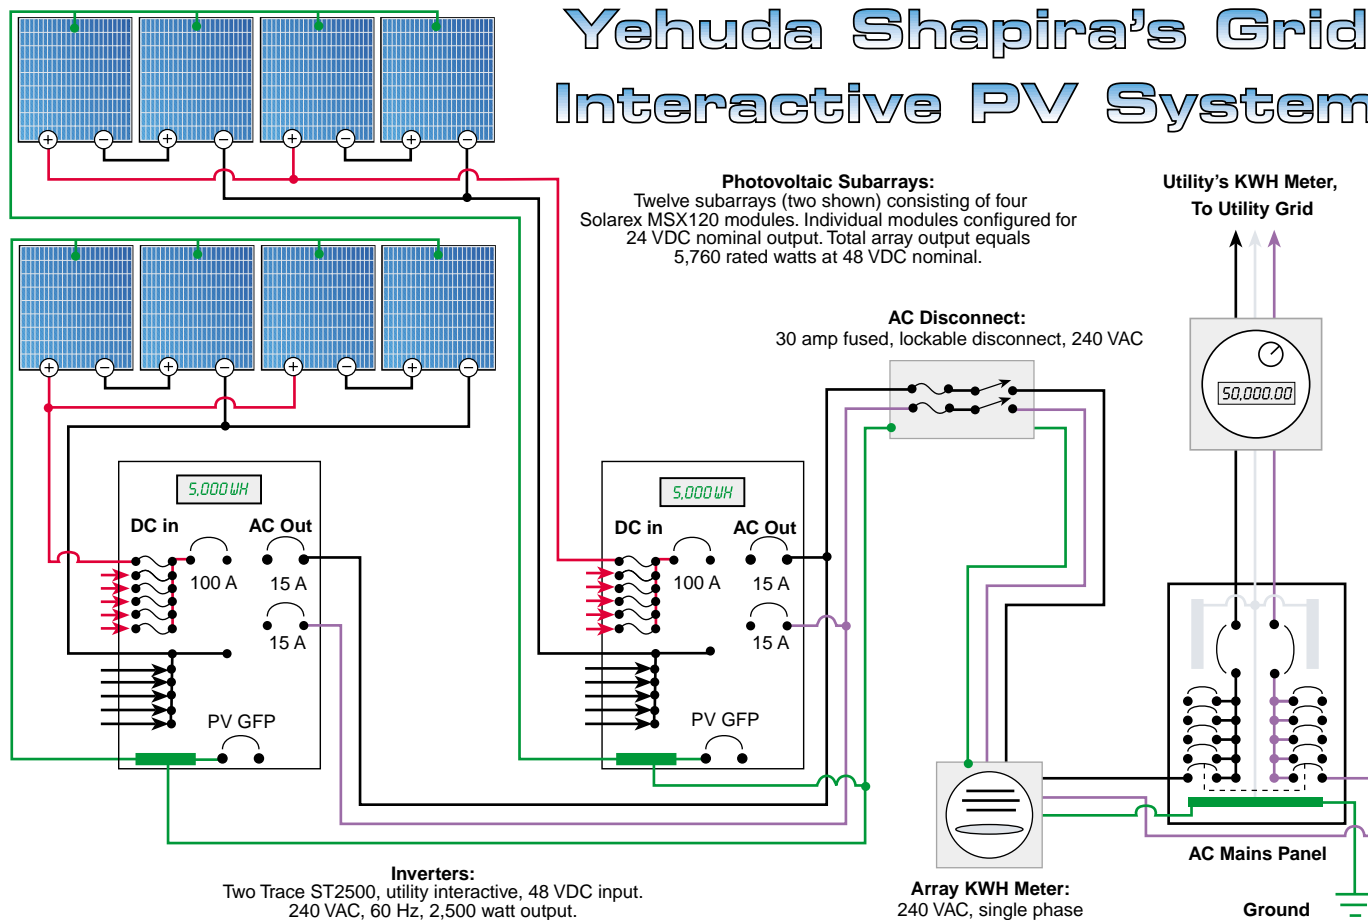 Yehuda Shapira's Grid
Interactive PV System
+ − + − + − + −
Photovoltaic Subarrays:
Twelve subarrays (two shown) consisting of four
Solarex MSX120 modules. Individual modules configured for
24 VDC nominal output. Total array output equals
5,760 rated watts at 48 VDC nominal.
Utility's KWH Meter,
To Utility Grid
+ − + − + − + −
AC Disconnect:
30 amp fused, lockable disconnect, 240 VAC
50,000.00
5,000WH
DC in
AC Out
100 A
15 A
15 A
PV GFP
5,000WH
DC in
AC Out
100 A
15 A
15 A
PV GFP
Inverters:
Two Trace ST2500, utility interactive, 48 VDC input.
240 VAC, 60 Hz, 2,500 watt output.
Array KWH Meter:
240 VAC, single phase
AC Mains Panel
Ground